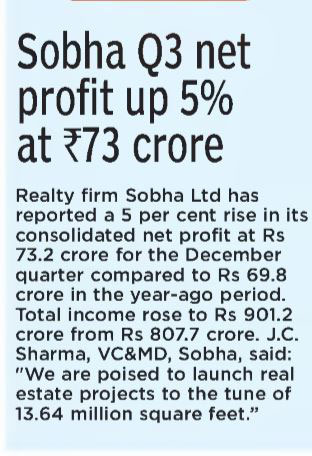 Sobha Q3 net
profit up 5%
at ₹73 crore
Realty firm Sobha Ltd has
reported a 5 per cent rise in its
consolidated net profit at Rs
73.2 crore for the December
quarter compared to Rs 69.8
crore in the year-ago period.
Total income rose to Rs 901.2
crore from Rs 807.7 crore. J.C.
Sharma, VC&MD, Sobha, said:
"We are poised to launch real
estate projects to the tune of
13.64 million square feet.”